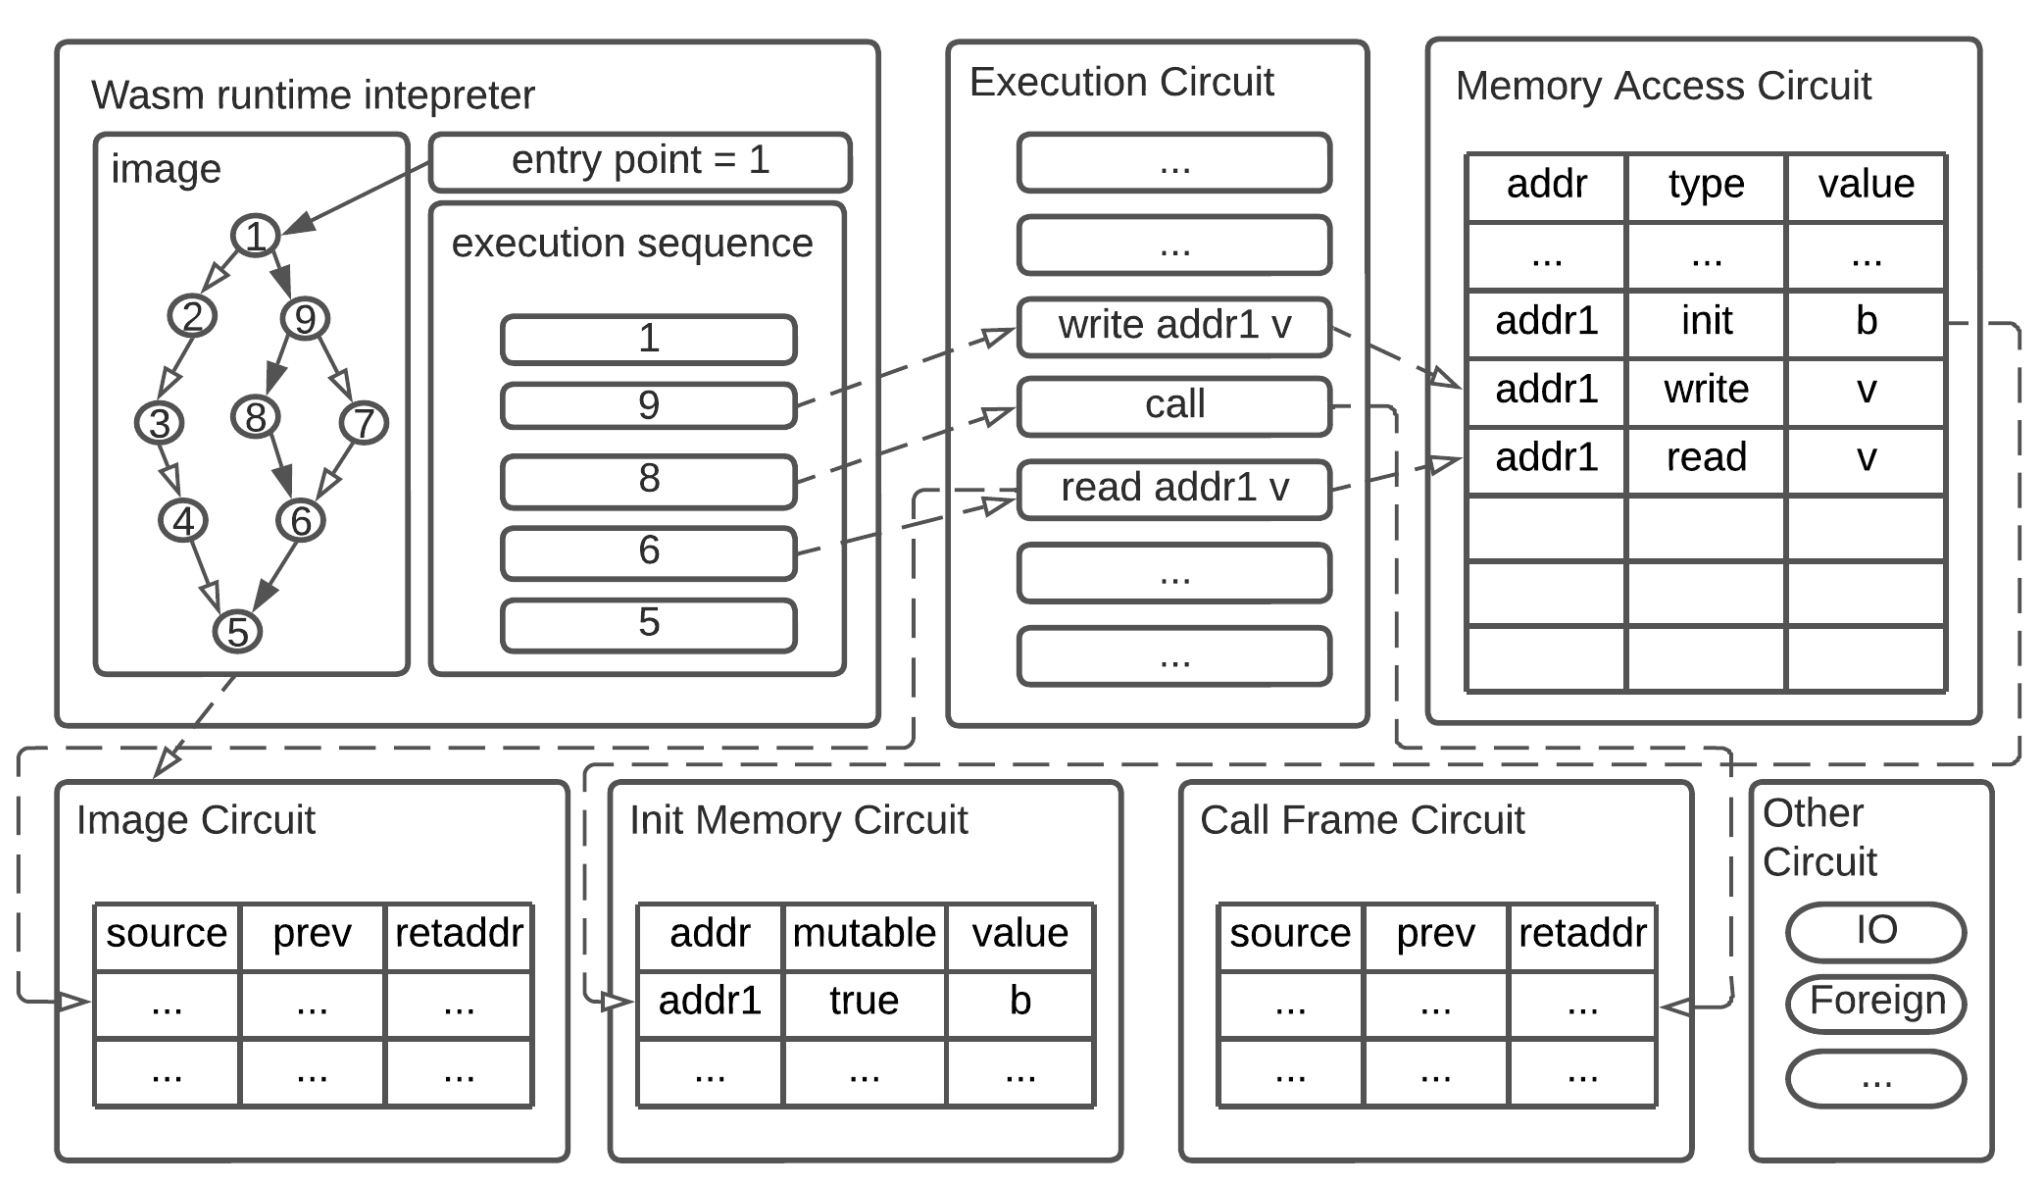 Wasm runtime intepreter
image
entry point = 1
1
2
9
3
8
7
4
6
5
execution sequence
1
9
8
6
5
Execution Circuit
...
...
write addr1 v
call
read addr1 v
...
...
Memory Access Circuit
addr type value
... ... ...
addr1 init b
addr1 write v
addr1 read v
Image Circuit
source prev retaddr
... ... ...
... ... ...
Init Memory Circuit
addr mutable value
addr1 true b
... ... ...
Call Frame Circuit
source prev retaddr
... ... ...
... ... ...
Other
Circuit
IO
Foreign
...